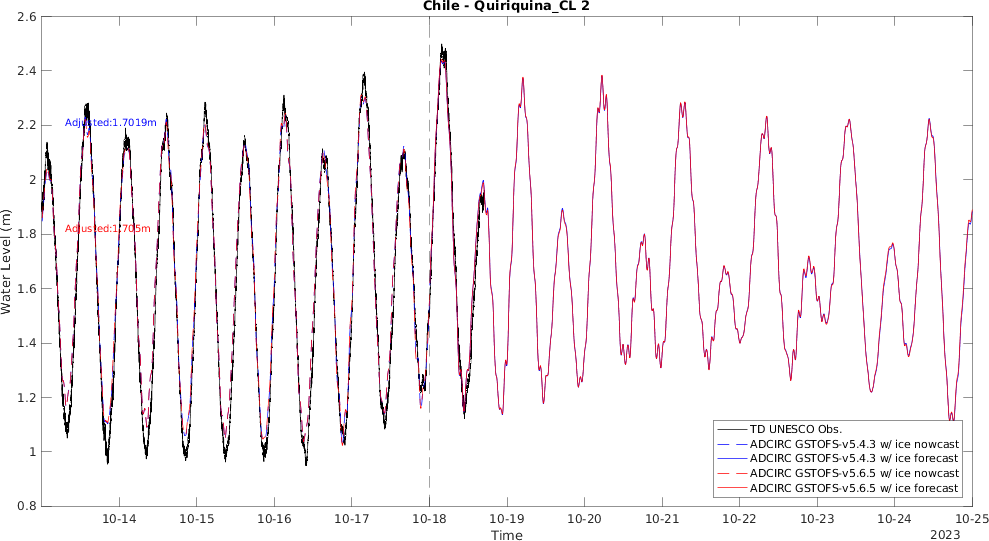 Chile - Quiriquina_CL 2
2.6
2.4
2.2
2
1.8
1.6
1.4
1.2
1
0.8
Water Level (m)
Adjusted:1.7019m
Adjusted:1.705m
TD UNESCO Obs.
ADCIRC GSTOFS-v5.4.3 w/ ice nowcast
ADCIRC GSTOFS-v5.4.3 w/ ice forecast
ADCIRC GSTOFS-v5.6.5 w/ ice nowcast
ADCIRC GSTOFS-v5.6.5 w/ ice forecast
10-14 10-15 10-16 10-17 10-18 10-19 10-20 10-21 10-22 10-23 10-24 10-25
Time
2023